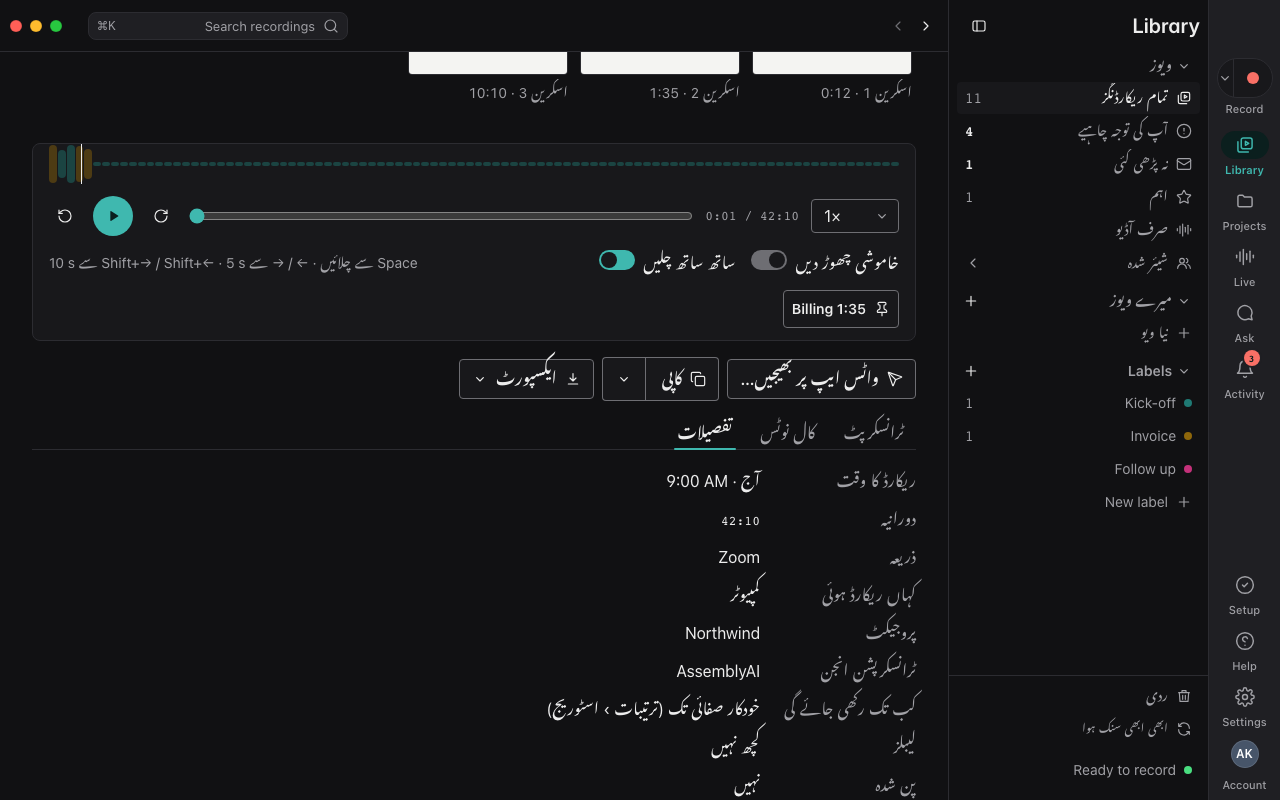 ⌘K
Search recordings
Library
اسکرین 1 · 0:12
اسکرین 2 · 1:35
اسکرین 3 · 10:10
0:01 / 42:10
1×
خاموشی چھوڑ دیں
ساتھ ساتھ چلیں
Space سے چلائیں · ← / → سے 5 s · Shift+← / Shift+→ سے 10 s
Billing 1:35
واٹس ایپ پر بھیجیں...
کاپی
ایکسپورٹ
ٹرانسکرپٹ
کال نوٹس
تفصیلات
ریکارڈ کا وقت
آج · 9:00 AM
دورانیہ
42:10
ذریعہ
Zoom
کہاں ریکارڈ ہوئی
کمپیوٹر
پروجیکٹ
Northwind
ٹرانسکرپشن انجن
AssemblyAI
کب تک رکھی جائے گی
خودکار صفائی تک (ترتیبات › اسٹوریج)
لیبلز
کچھ نہیں
پن شدہ
نہیں
ویوز
تمام ریکارڈنگز
11
آپ کی توجہ چاہیے
4
نہ پڑھی گئی
1
اہم
1
صرف آڈیو
شیئر شدہ
میرے ویوز
نیا ویو
Labels
Kick-off
1
Invoice
1
Follow up
New label
ردی
ابھی ابھی سنک ہوا
Ready to record
Record
Library
Projects
Live
Ask
3
Activity
Setup
Help
Settings
AK
Account